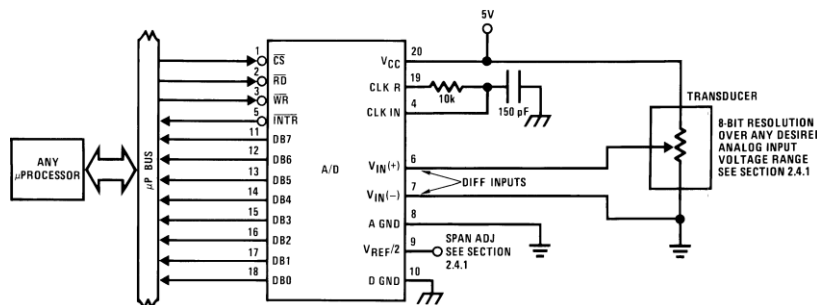 5V
1
CS
2
RD
3
WR
5
INTR
11
DB7
12
DB6
13
DB5
14
DB4
15
DB3
16
DB2
17
DB1
18
DB0
ANY
µPROCESSOR
µP BUS
A/D
20
VCC
19
CLK R
10k
150 pF
4
CLK IN
6
VIN(+)
DIFF INPUTS
7
VIN(−)
8
A GND
9
VREF/2
SPAN ADJ
SEE SECTION
2.4.1
10
D GND
TRANSDUCER
8-BIT RESOLUTION
OVER ANY DESIREI
ANALOG INPUT
VOLTAGE RANGE
SEE SECTION 2.4.1